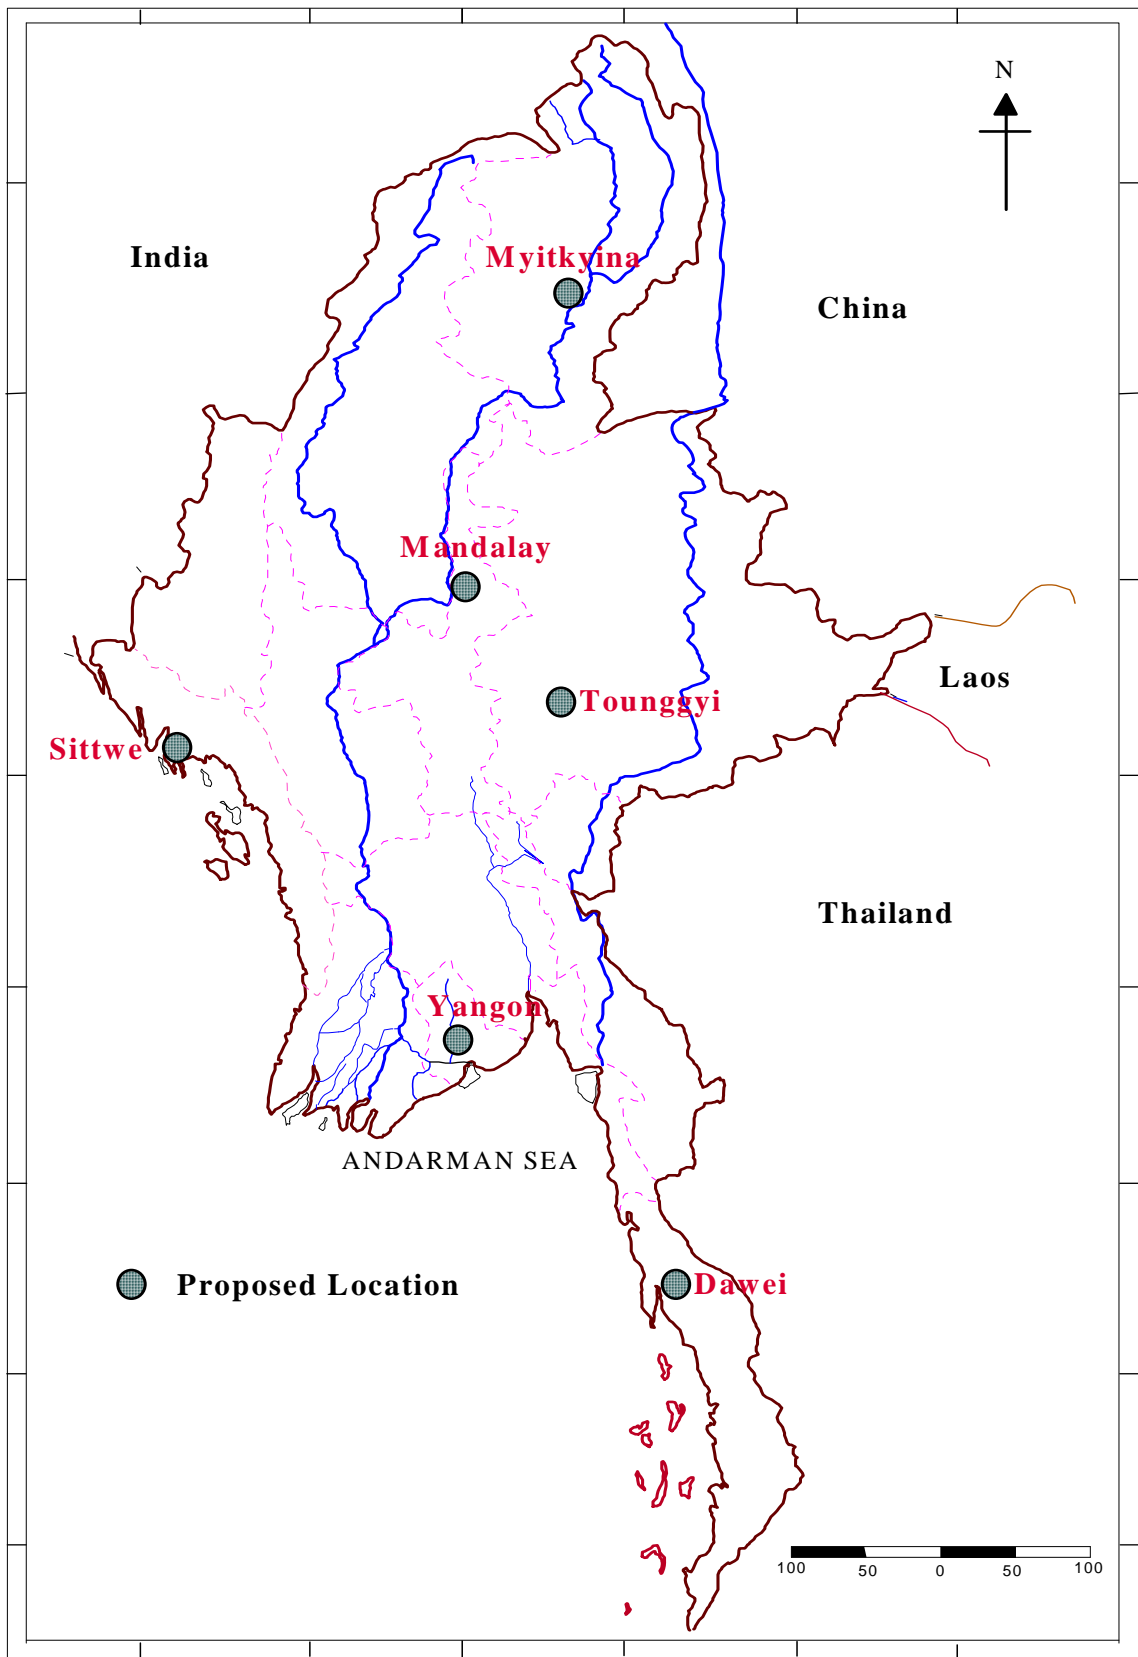 N
India
Myitkyina
China
Mandalay
Laos
Tounggyi
Sittwe
Thailand
Yangon
ANDARMAN SEA
Proposed Location
Dawei
100 50 0 50 100